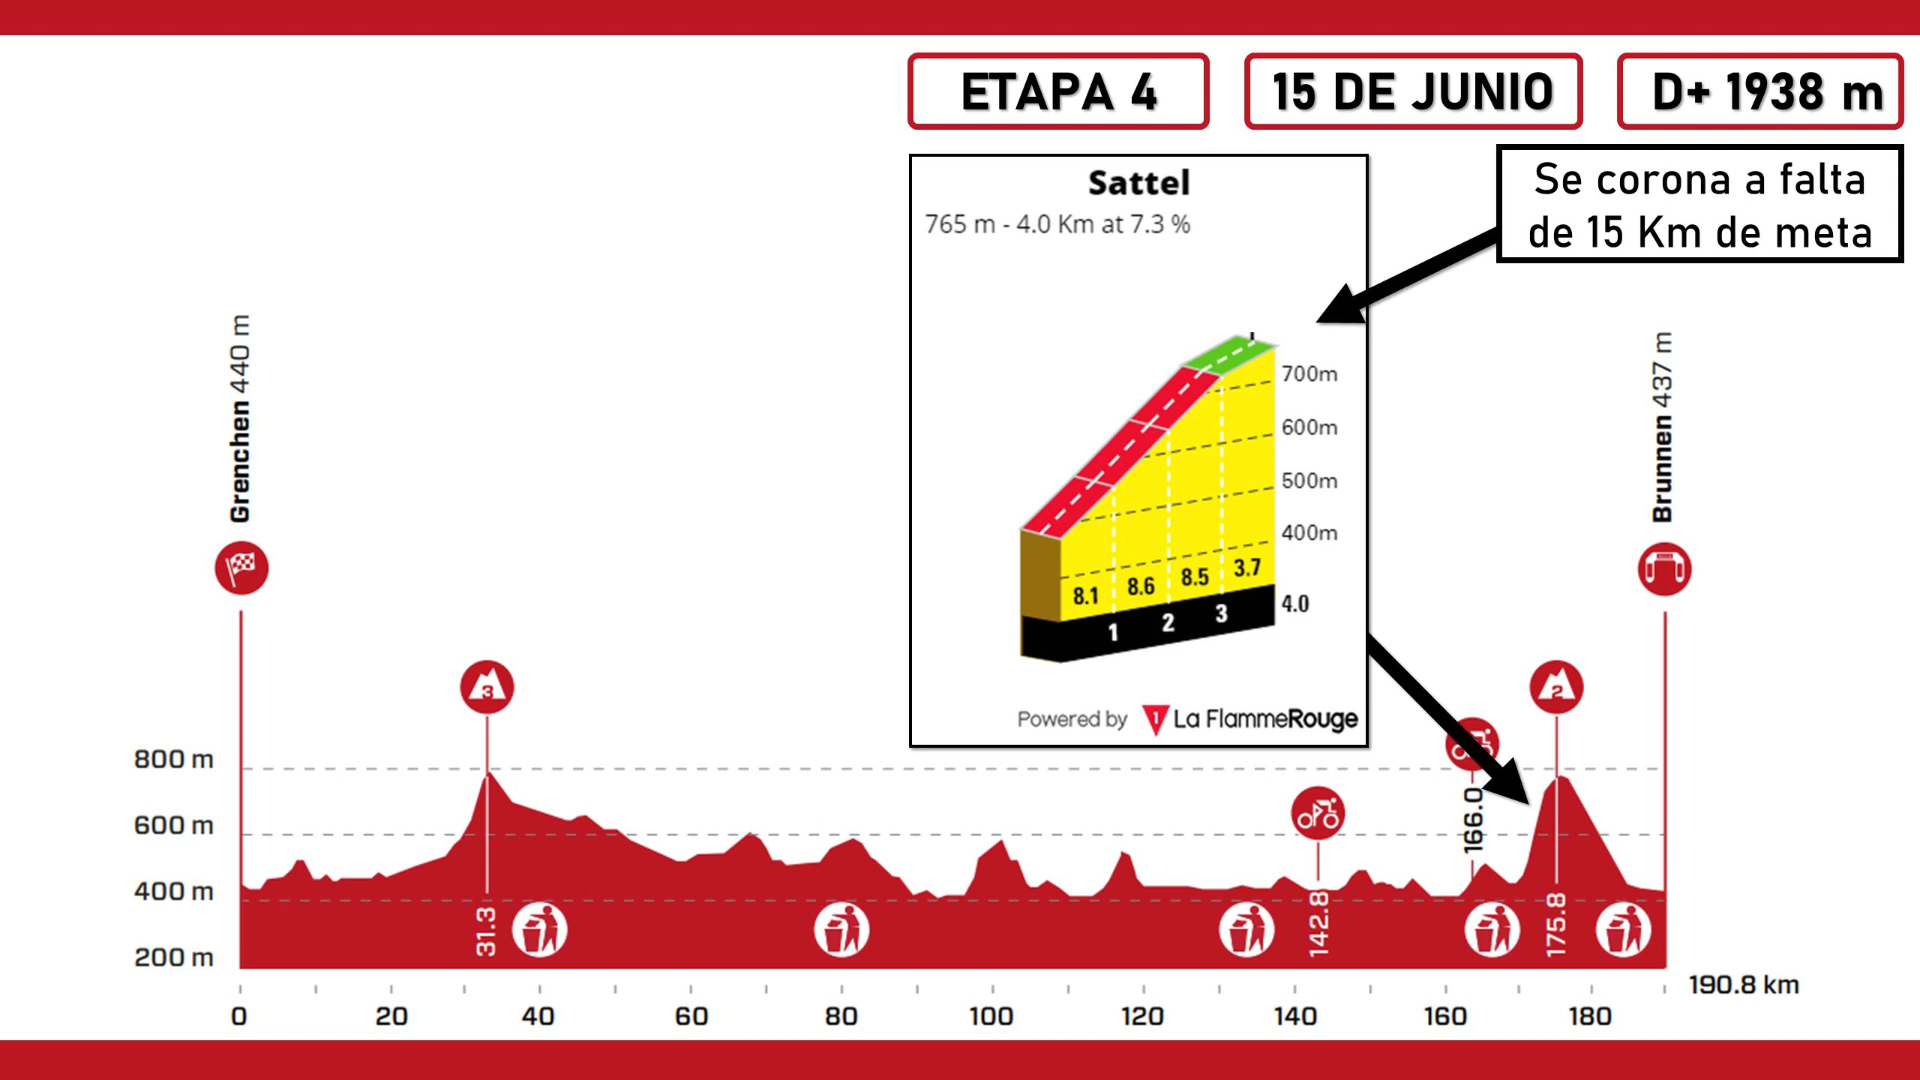 ETAPA 4
15 DE JUNIO
D+ 1938 m
Sattel
765 m - 4.0 Km at 7.3 %
Se corona a falta
de 15 Km de meta
700m
600m
500m
400m
8.1 8.6 8.5 3.7
4.0
1 2 3
Powered by 1 La FlammeRouge
Grenchen 440 m
Brunnen 437 m
3
2
800 m
600 m
400 m
200 m
31.3
142.8
166.0
175.8
190.8 km
0 20 40 60 80 100 120 140 160 180